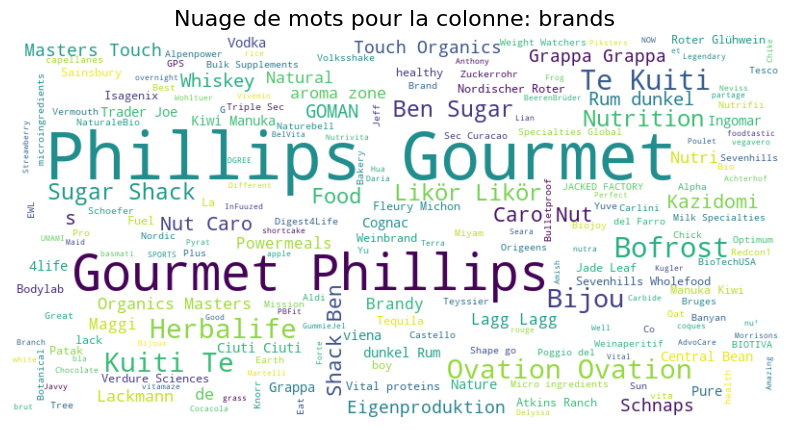 Nuage de mots pour la colonne: brands
Masters Touch
capellanes
Sainsbury
Alpenpower
GPS
Vodka
Bulk Supplements
Volksshake
Touch Organics
Weight Watchers
NOW
Piksters
et
Roter Glühwein
Legendary
Chike
Tesco
Grappa Grappa
Anthony
Zuckerrohr
Frog
Whiskey
Natural
healthy
Te Kuiti
Isagenix
Best
overnight
Wohltuer
Vivemin
rice
aroma zone
Brand
Nordischer Roter
BeerenBrüder
Rum dunkel
Neviss
partage
Nutrifii
microingredients
Vermouth
Trader Joe
G
Triple Sec
GOMAN
Jeff
Ben Sugar
Lian
Nutrition
Ingomar
NaturaleBio
Kiwi Manuka
Naturebell
Sec Curacao
Specialties Global
foodtastic
vegavero
Streamberry
BelVita
Nutrivita
Poulet
Phillips Gourmet
DGREE
Bakery
Hua
Daria
Likör Likör
JACKED FACTORY
Perfect
Nutri
Bio
Sevenhills
Achterhof
Sugar Shack
Different
Food
Fleury Michon
Bulletproof
Yuve
Carlini
Alpha
Kazidomi
EWL
s
Schoefer
La
InFuuzed
Caro Nut
del Farro
Milk Specialties
Fuel
Nut Caro
Digest4Life
Cognac
Miyam
Seara
Biojoy
Chick
Optimum
UMAMI
Pro
Maid
Nordic
Pyrat
shortcake
Weinbrand
Yu
Terra
Origeens
nutra
Bofrost
BioTechUSA
Redcon1
basmati
SPORTS
Plus
apple
Powermeals
Amish
Jade Leaf
Kugler
4life
Gourmet Phillips
Sevenhills Wholefood
Bodylab
Manuka Kiwi
Organics Masters
Mission
Aldi
PBFit
Shack Ben
Brandy
Teyssier
Bijou
Carbide
Bruges
Oat
Great
Maggi
Good
GummieJel
Tequila
Lagg Lagg
Well
Co
Banyan
coques
nu!
Branch
Bijoux
Herbalife
viena
Castello
rouge
Weinaperitif
BIOTIVA
Morrisons
lack
Ciuti Ciuti
Forte
dunkel Rum
Shape go
Poggio del
Vital
AdvoCare
white
Patak
bla
Kuiti Te
Earth
Martelli
boy
Central Bean
Botanical
Chocolate
Verdure Sciences
Knorr
Grappa
Vital proteins
Nature
Ovation Ovation
Micro ingredients
Sun
vita
health
Pure
Amazing
Javvy
vitamaze
Lackmann
de
grass
Eat
Atkins Ranch
brut
Tree
Cocacola
Eigenproduktion
Delyssa
Schnaps